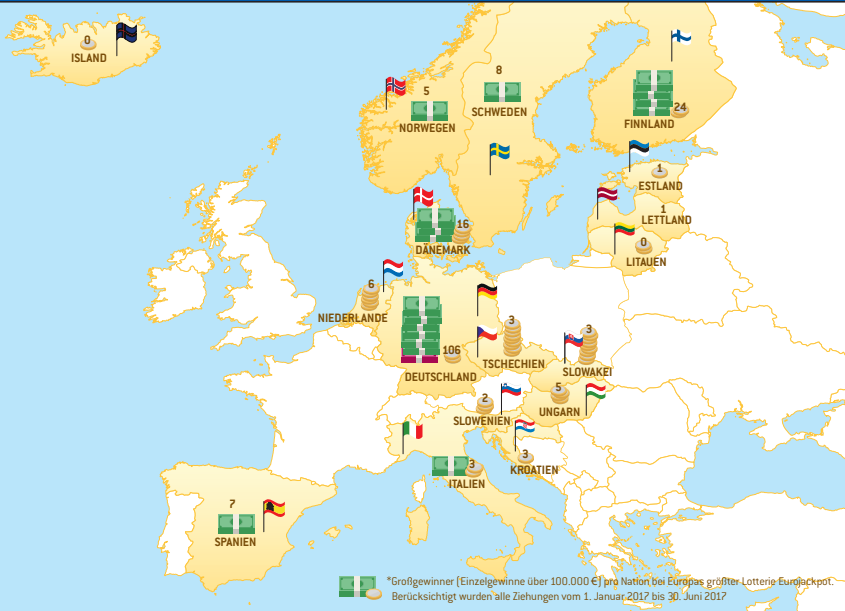 0
ISLAND
5
NORWEGEN
8
SCHWEDEN
24
FINNLAND
1
ESTLAND
1
LETTLAND
0
LITAUEN
16
DÄNEMARK
6
NIEDERLANDE
106
DEUTSCHLAND
3
TSCHECHIEN
3
SLOWAKEI
2
SLOWENIEN
5
UNGARN
3
KROATIEN
3
ITALIEN
7
SPANIEN
*Großgewinner (Einzelgewinne über 100.000 €) pro Nation bei Europas größter Lotterie Eurojackpot.
Berücksichtigt wurden alle Ziehungen vom 1. Januar 2017 bis 30. Juni 2017